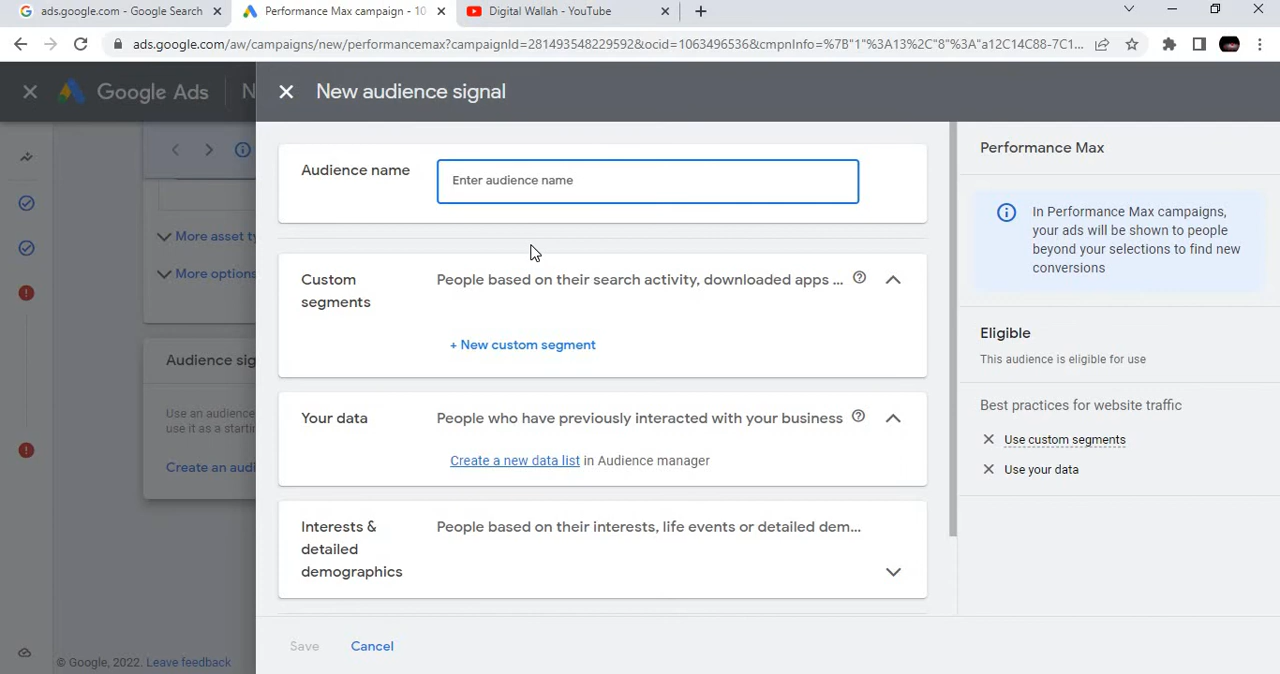 ads.google.com - Google Search
Performance Max campaign - 10
Digital Wallah - YouTube
ads.google.com/aw/campaigns/new/performancemax?campaignId=281493548229592&ocid=1063496536&cmpnInfo=%7B"1"%3A13%2C"8"%3A"a12C14C88-7C1...
Google Ads
N
New audience signal
Audience name
Enter audience name
Performance Max
In Performance Max campaigns,
your ads will be shown to people
beyond your selections to find new
conversions
More asset ty
More options
Custom
segments
People based on their search activity, downloaded apps ...
+ New custom segment
Eligible
This audience is eligible for use
Audience sig
Use an audience
use it as a startin
Create an audi
Your data
People who have previously interacted with your business
Create a new data list in Audience manager
Best practices for website traffic
Use custom segments
Use your data
Interests &
detailed
demographics
People based on their interests, life events or detailed dem...
Save
Cancel
© Google, 2022. Leave feedback